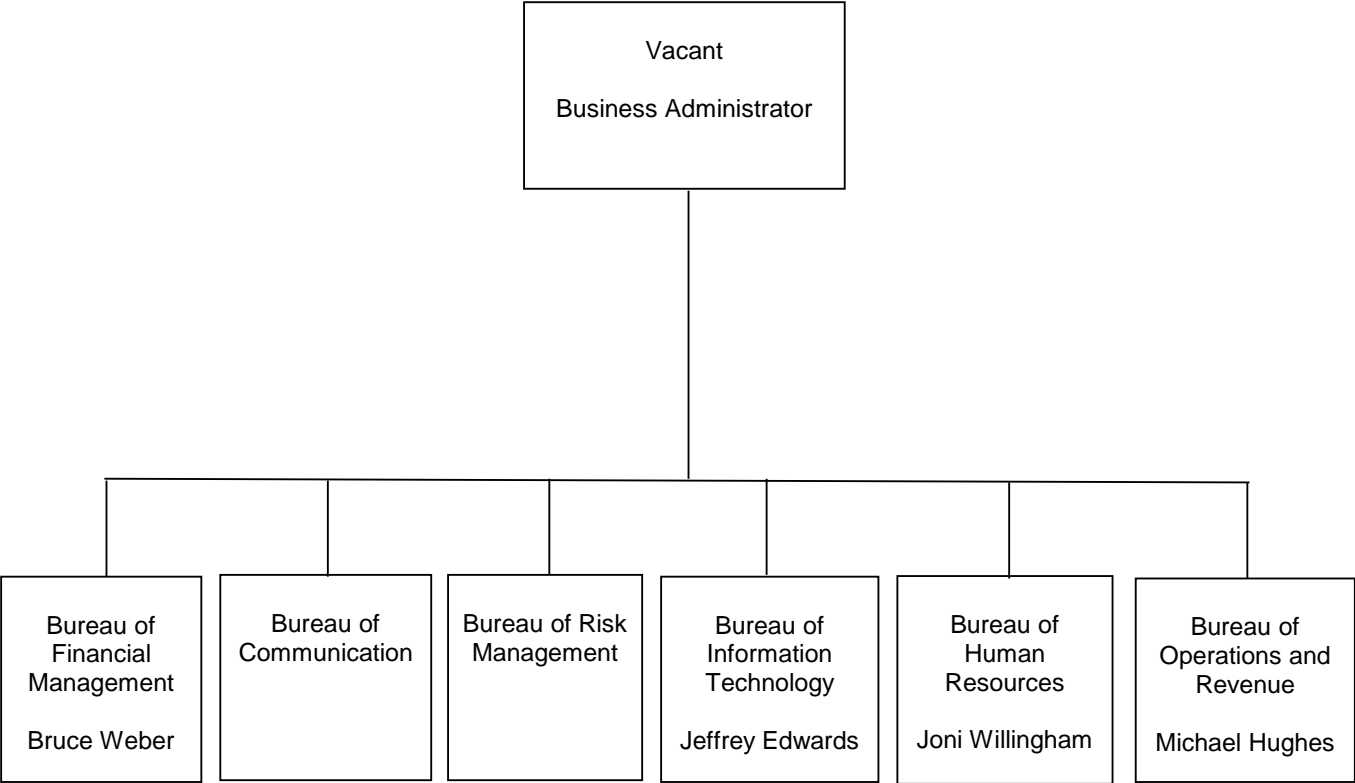 Vacant
Business Administrator
Bureau of
Financial
Management
Bruce Weber
Bureau of
Communication
Bureau of Risk
Management
Bureau of
Information
Technology
Jeffrey Edwards
Bureau of
Human
Resources
Joni Willingham
Bureau of
Operations and
Revenue
Michael Hughes